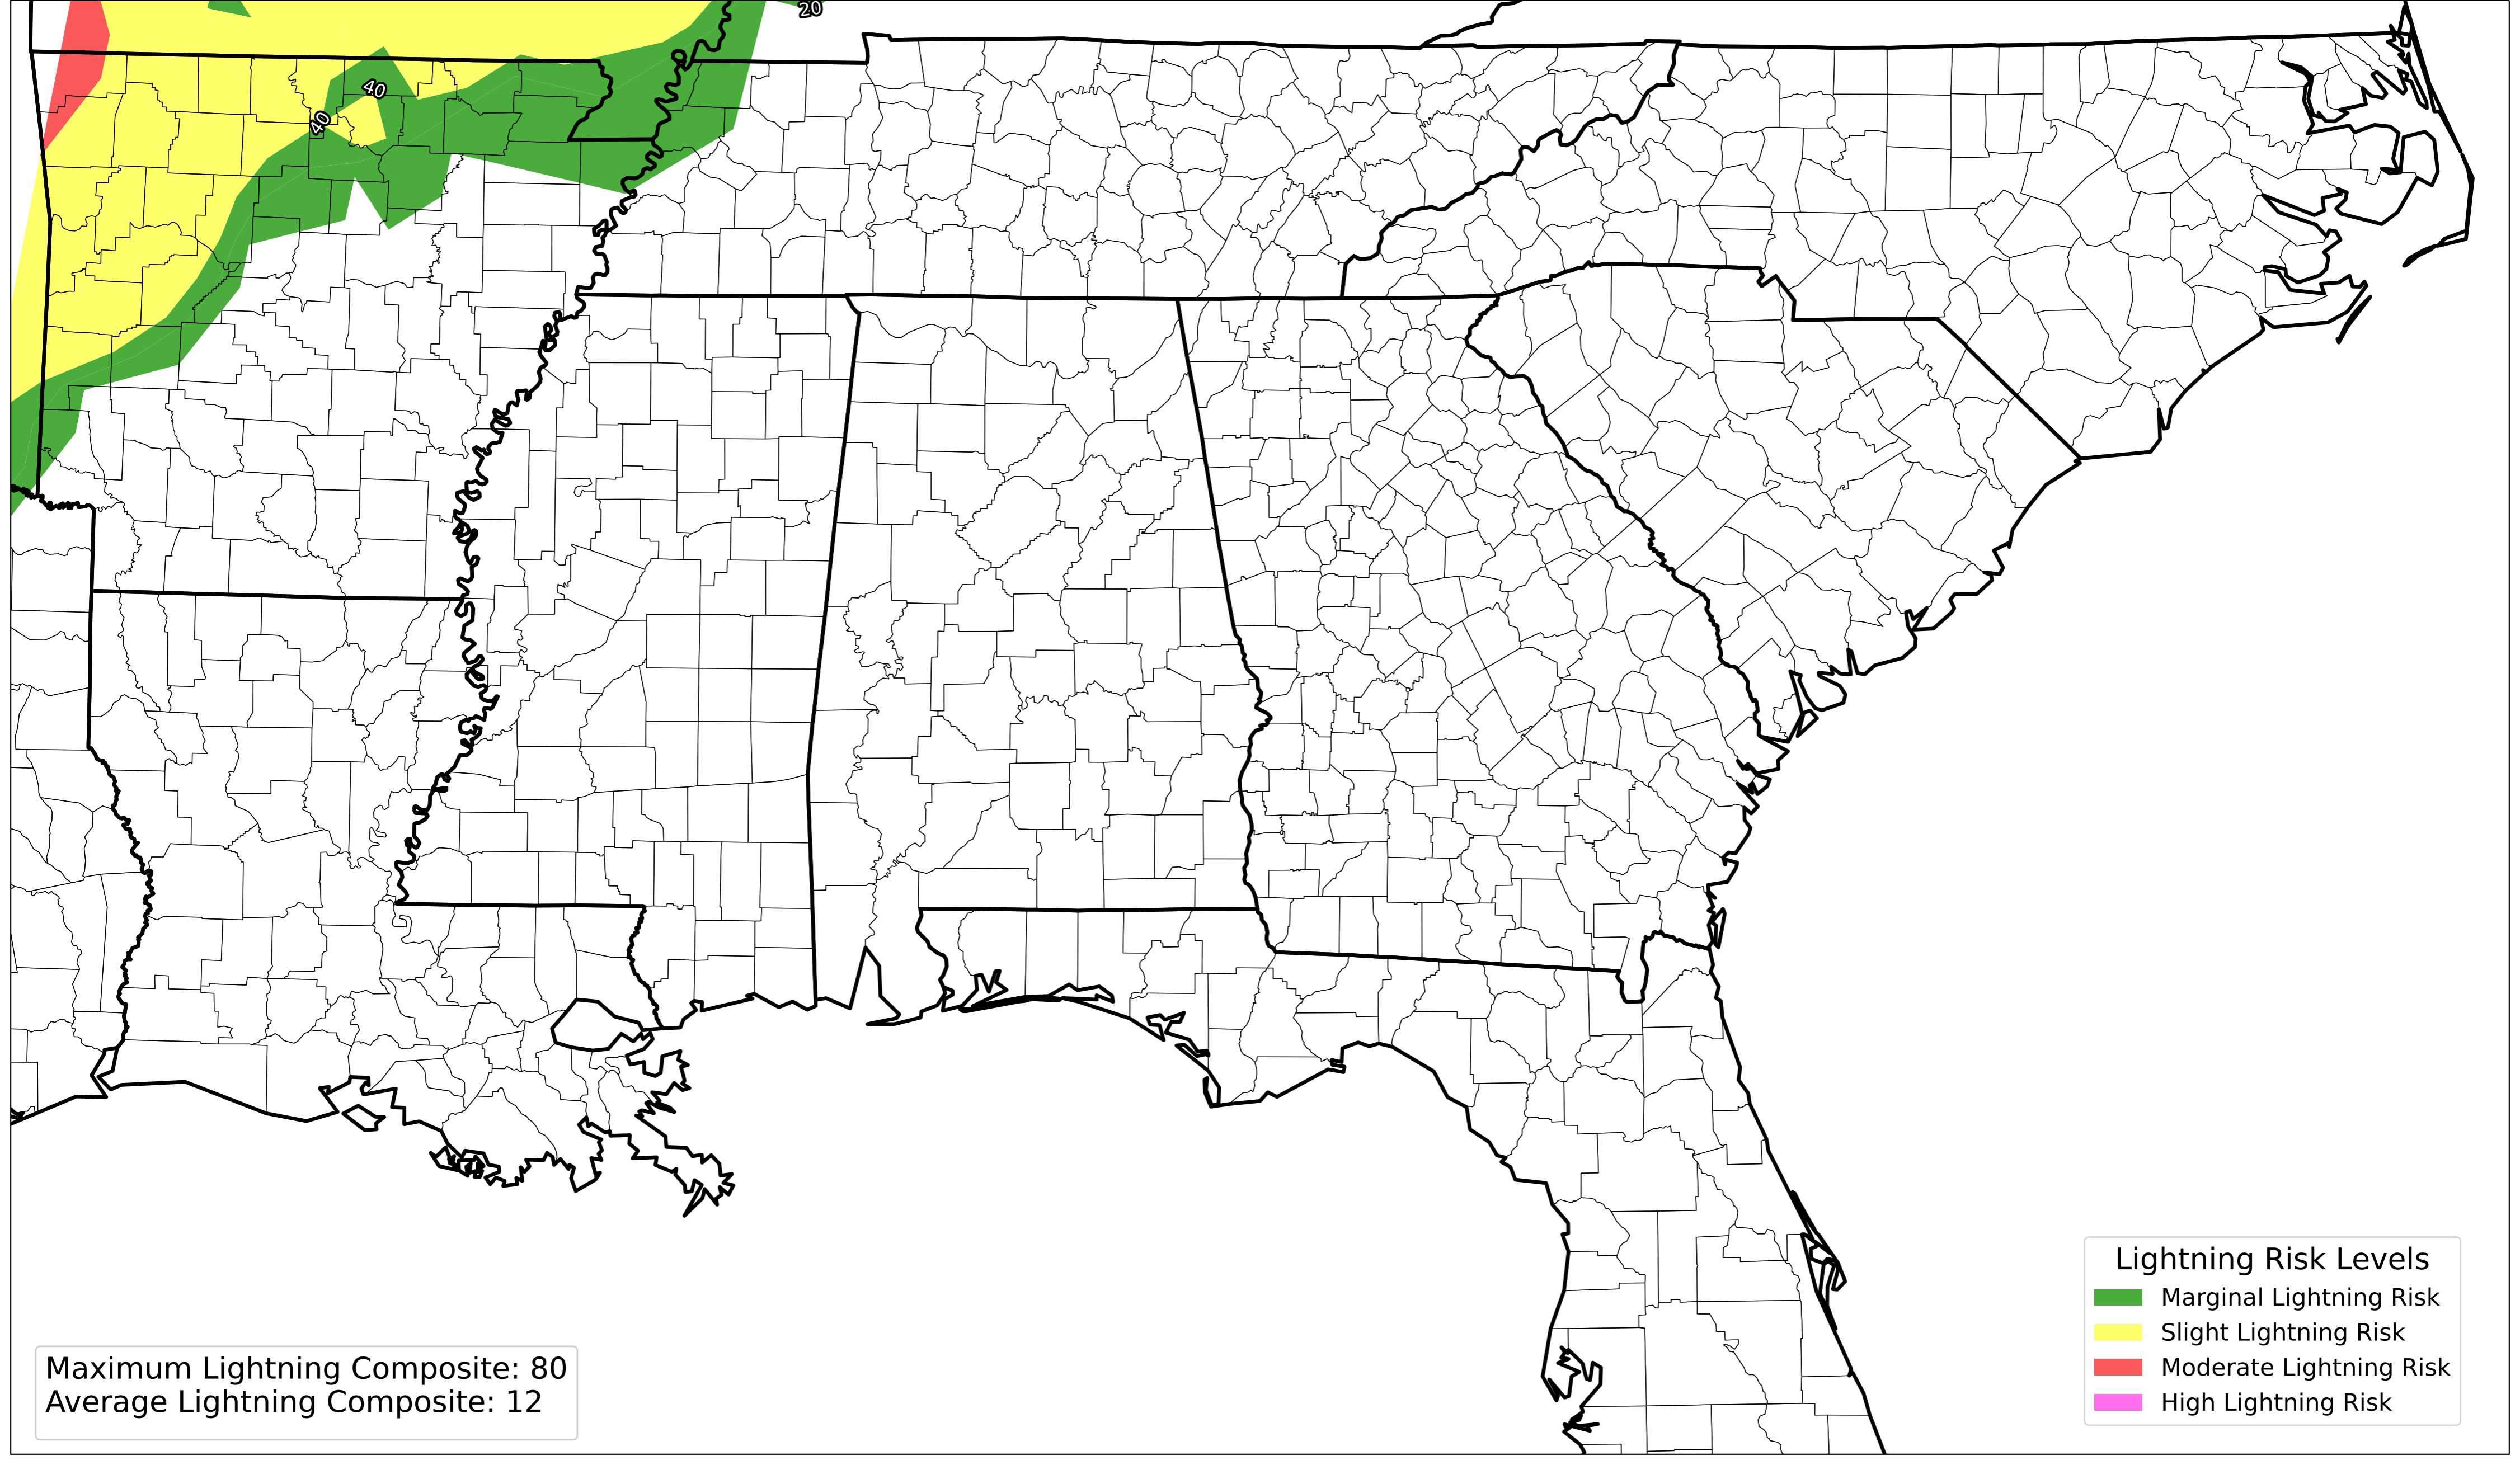 20
40
40
Lightning Risk Levels
Marginal Lightning Risk
Slight Lightning Risk
Moderate Lightning Risk
High Lightning Risk
Maximum Lightning Composite: 80
Average Lightning Composite: 12